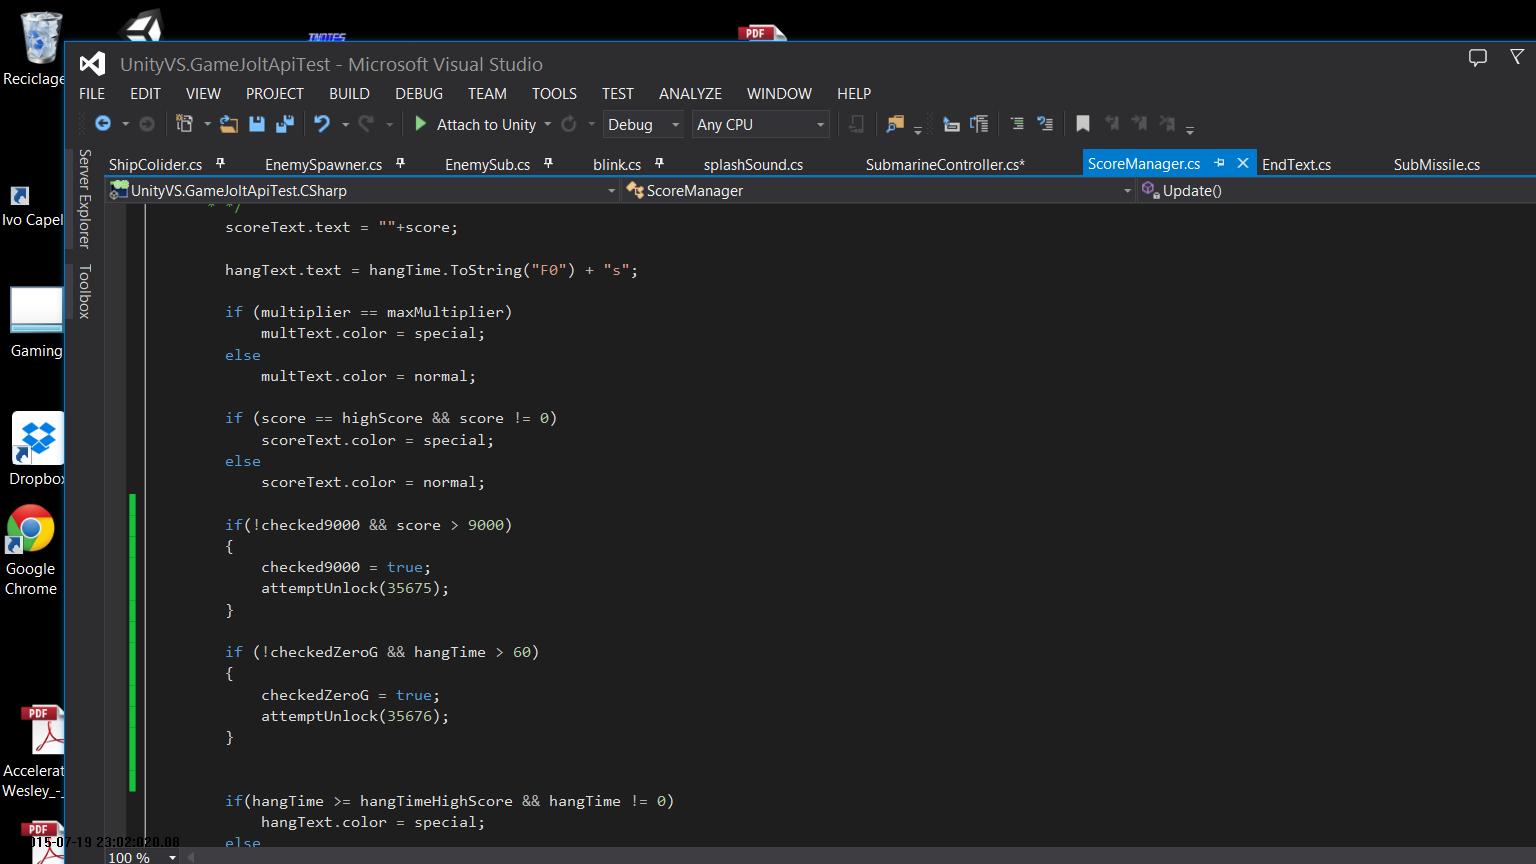 Reciclage
PDF
UnityVS.GameJoltApiTest - Microsoft Visual Studio
FILE EDIT VIEW PROJECT BUILD DEBUG TEAM TOOLS TEST ANALYZE WINDOW HELP
Attach to Unity Debug Any CPU
ShipColider.cs EnemySpawner.cs EnemySub.cs blink.cs splashSound.cs SubmarineController.cs* ScoreManager.cs EndText.cs SubMissile.cs
UnityVS.GameJoltApiTest.CSharp ScoreManager Update()
Server Explorer
Toolbox
Ivo Capel
Gaming
Dropbox
Google
Chrome
PDF
Accelerat
Wesley_-_
PDF
* */
scoreText.text = ""+score;
hangText.text = hangTime.ToString("F0") + "s";
if (multiplier == maxMultiplier)
multText.color = special;
else
multText.color = normal;
if (score == highScore && score != 0)
scoreText.color = special;
else
scoreText.color = normal;
if(!checked9000 && score > 9000)
{
checked9000 = true;
attemptUnlock(35675);
}
if (!checkedZeroG && hangTime > 60)
{
checkedZeroG = true;
attemptUnlock(35676);
}
if(hangTime >= hangTimeHighScore && hangTime != 0)
hangText.color = special;
else
015-07-19 23:02:020.08
100 %